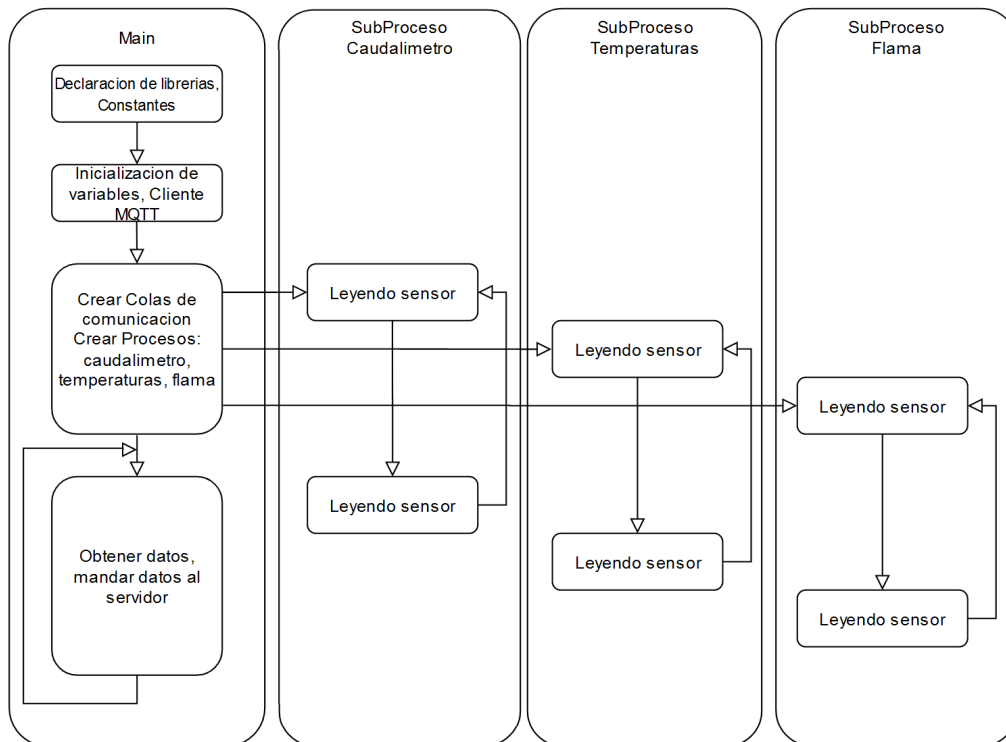 Main
Declaracion de librerias,
Constantes
Inicializacion de
variables, Cliente
MQTT
Crear Colas de
comunicacion
Crear Procesos:
caudalimetro,
temperaturas, flama
Obtener datos,
mandar datos al
servidor
SubProceso
Caudalimetro
Leyendo sensor
Leyendo sensor
SubProceso
Temperaturas
Leyendo sensor
Leyendo sensor
SubProceso
Flama
Leyendo sensor
Leyendo sensor